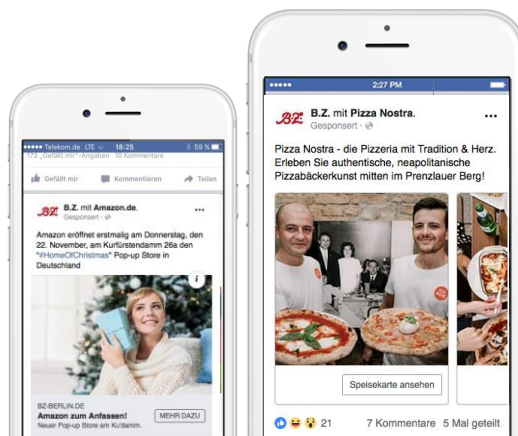 Telekom.de LTE 18:25 59 %
173 „Gefällt mir“-Angaben 10 Kommentare
Gefällt mir Kommentieren Teilen
B.Z. B.Z. mit Amazon.de.
Gesponsert ·
Amazon eröffnet erstmalig am Donnerstag, den
22. November, am Kurfürstendamm 26a den
"#HomeOfChristmas" Pop-up Store in
Deutschland
i
BZ-BERLIN.DE
Amazon zum Anfassen!
Neuer Pop-up Store am Ku'damm.
MEHR DAZU
2:27 PM
B.Z. B.Z. mit Pizza Nostra.
Gesponsert ·
Pizza Nostra - die Pizzeria mit Tradition & Herz.
Erleben Sie authentische, neapolitanische
Pizzabäckerkunst mitten im Prenzlauer Berg!
Speisekarte ansehen
21 7 Kommentare 5 Mal geteilt